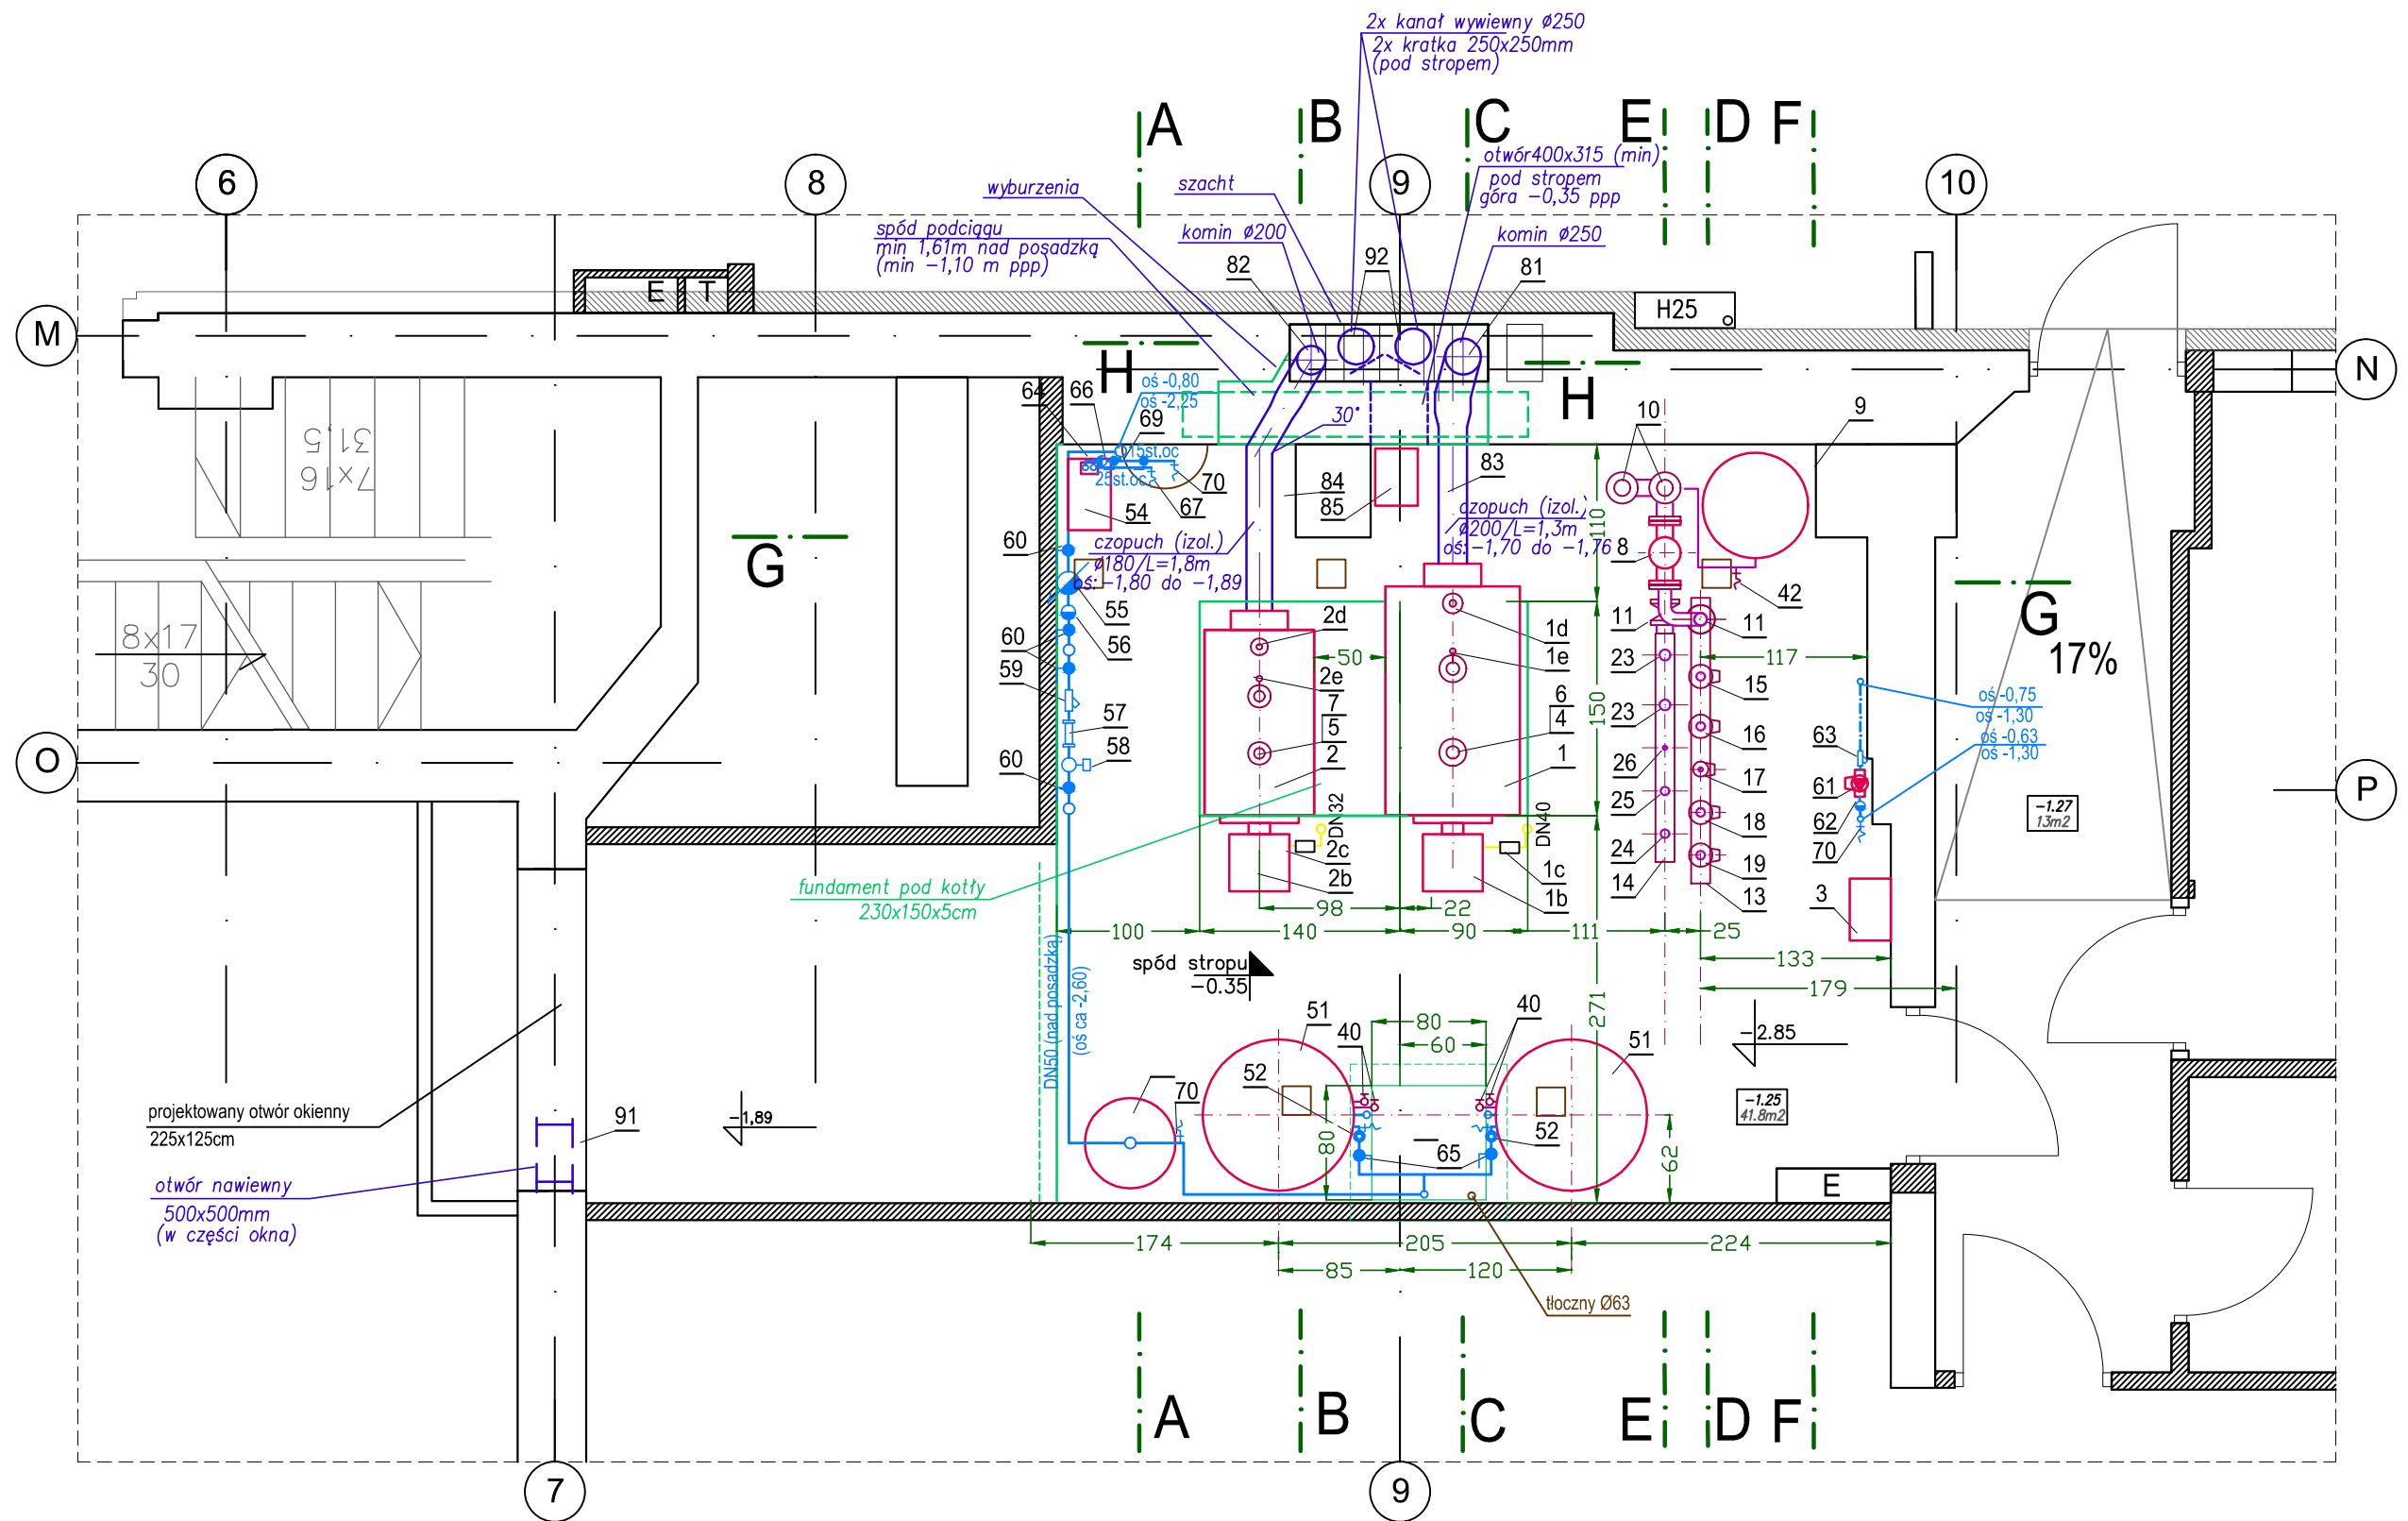 2x kanał wywiewny ø250
2x kratka 250x250mm
(pod stropem)
A
B
C
E
D
F
otwór400x315 (min)
pod stropem
góra -0,35 ppp
wyburzenia
szacht
6
8
9
10
spód podciągu
min 1,61m nad posadzką
(min -1,10 m ppp)
komin ø200
komin ø250
82
92
81
E
T
H25
M
N
H
H
oś -0,80
oś -2,25
64
66
69
30°
10
9
7x16
31,5
ø15st.oc
25st.oc
70
67
84
85
83
54
60
czopuch (izol.)
ø180/L=1,8m
oś:-1,80 do -1,89
czopuch (izol.)
ø200/L=1,3m
oś:-1,70 do -1,76
110
8
42
G
G
17%
55
56
60
59
57
58
60
2d
50
2e
7
5
2
1d
1e
6
4
1
150
11
11
23
117
15
23
16
26
17
25
18
24
19
14
13
8x17
30
O
P
oś -0,75
oś -1,30
oś -0,63
oś -1,30
63
61
62
70
3
-1.27
13m2
DN32
DN40
2c
2b
1c
1b
fundament pod kotły
230x150x5cm
98
22
100
140
90
111
25
133
179
spód stropu
-0.35
DN50 (nad posadzką)
(oś ca -2,60)
271
80
60
40
40
51
51
-2.85
52
52
70
80
65
62
-1.25
41.8m2
projektowany otwór okienny
225x125cm
91
-1,89
otwór nawiewny
500x500mm
(w części okna)
E
174
205
224
85
120
tłoczny Ø63
A
B
C
E
D
F
7
9